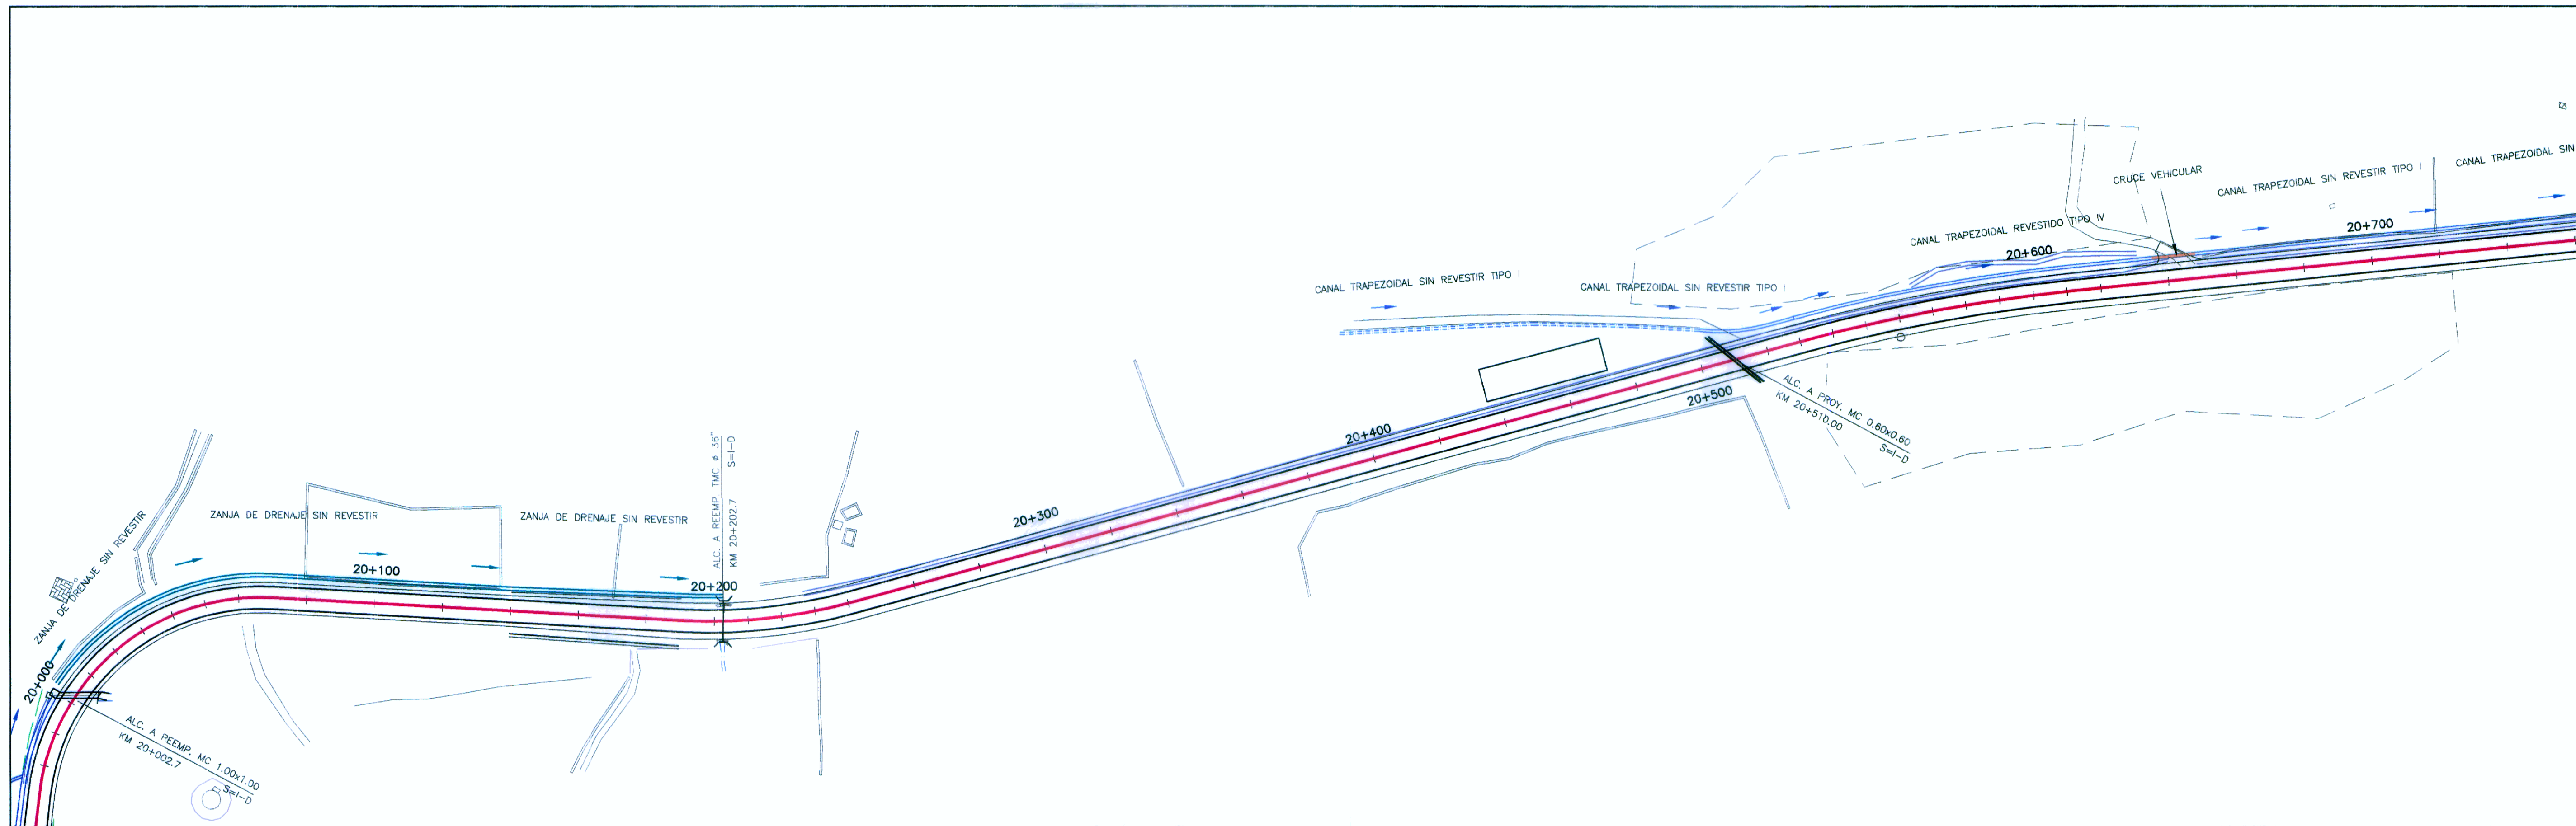 ZANJA DE DRENAJE SIN REVESTIR
20+000
ALC. A REEMP. MC 1.00x1.00
KM 20+002.7
S=I-D
ZANJA DE DRENAJE SIN REVESTIR
20+100
ZANJA DE DRENAJE SIN REVESTIR
20+200
ALC. A REEMP. TMC ø 36"
KM 20+202.7
S=I-D
20+300
20+400
CANAL TRAPEZOIDAL SIN REVESTIR TIPO I
CANAL TRAPEZOIDAL SIN REVESTIR TIPO I
20+500
ALC. A PROY. MC 0.60x0.60
KM 20+510.00
S=I-D
CANAL TRAPEZOIDAL REVESTIDO TIPO IV
20+600
CRUCE VEHICULAR
CANAL TRAPEZOIDAL SIN REVESTIR TIPO I
20+700
CANAL TRAPEZOIDAL SIN